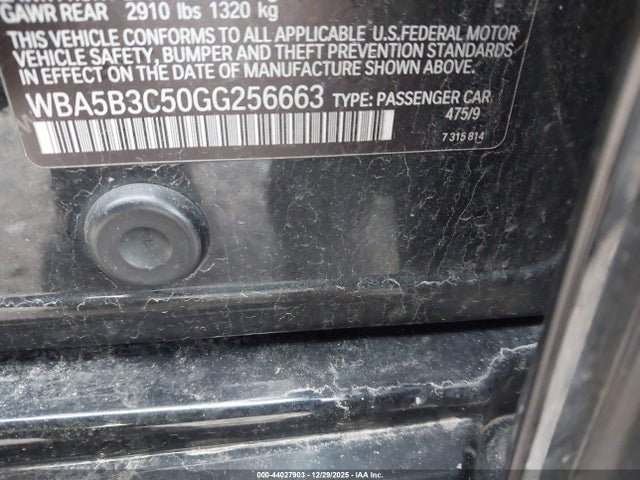 GAWR REAR 2910 lbs 1320 kg
THIS VEHICLE CONFORMS TO ALL APPLICABLE U.S.FEDERAL MOTOR
VEHICLE SAFETY, BUMPER AND THEFT PREVENTION STANDARDS
IN EFFECT ON THE DATE OF MANUFACTURE SHOWN ABOVE.
WBA5B3C50GG256663 TYPE: PASSENGER CAR
475/9
7 315 814
000-44027903 - 12/29/2025 - IAAI, Inc.